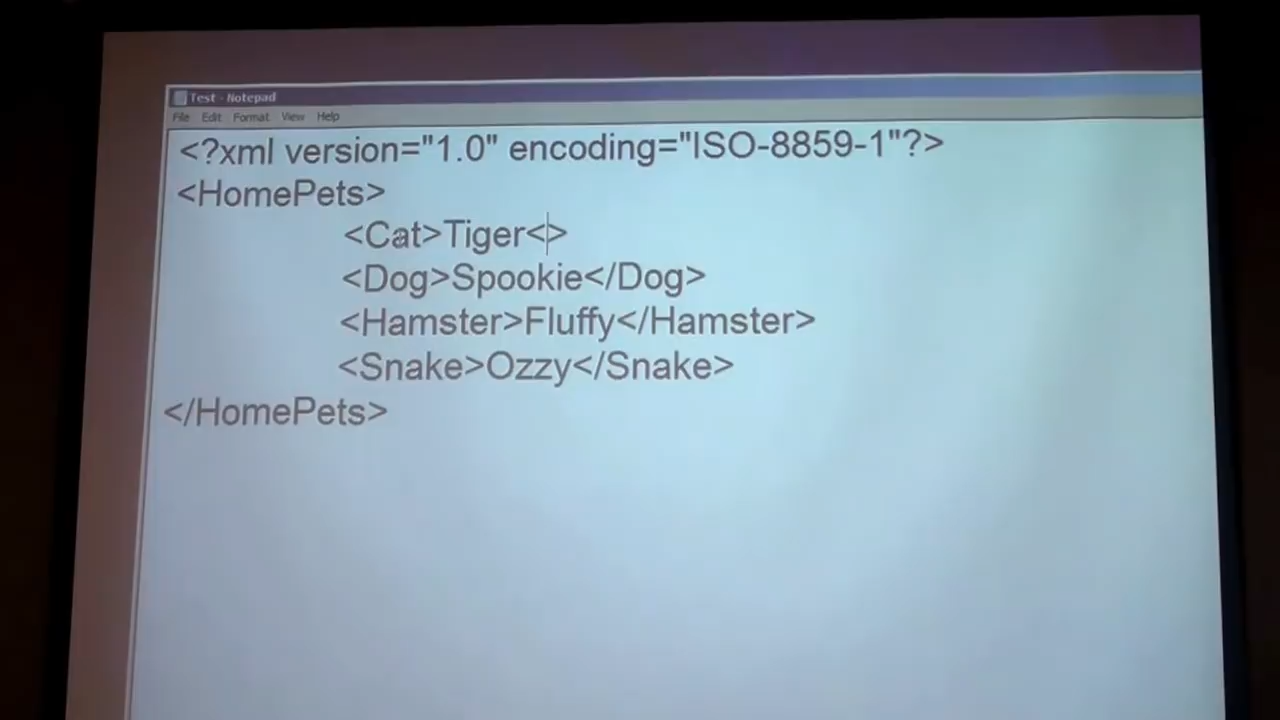 Test - Notepad
File Edit Format View Help
<?xml version="1.0" encoding="ISO-8859-1"?>
<HomePets>
<Cat>Tiger<>
<Dog>Spookie</Dog>
<Hamster>Fluffy</Hamster>
<Snake>Ozzy</Snake>
</HomePets>